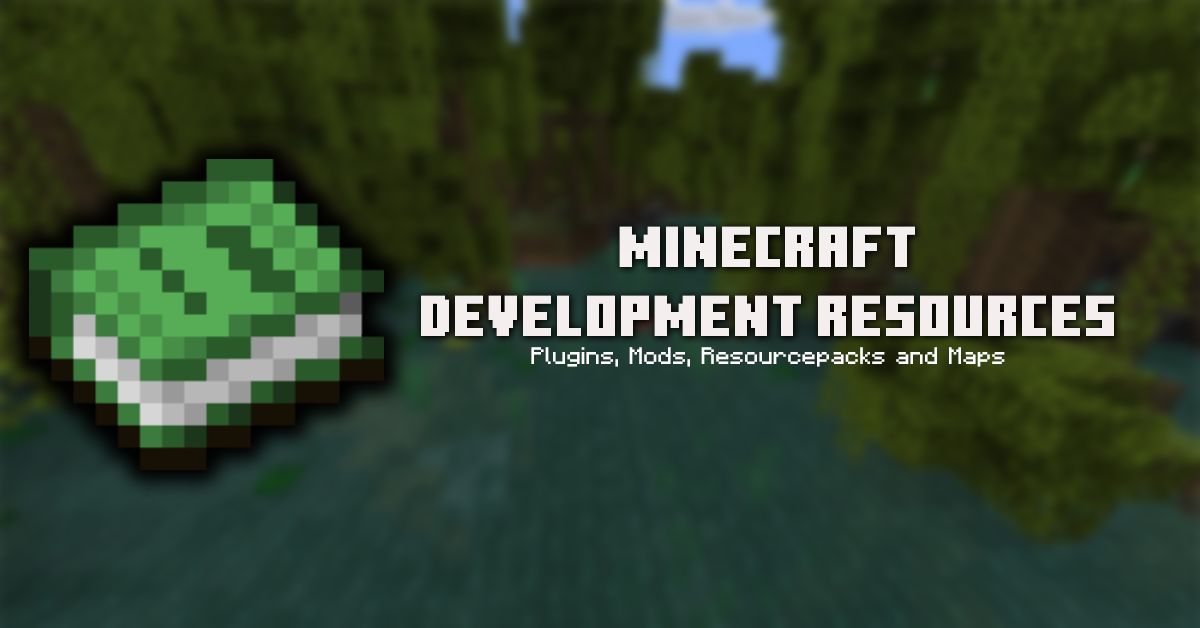 MINECRAFT
DEVELOPMENT RESOURCES
Plugins, Mods, Resourcepacks and Maps